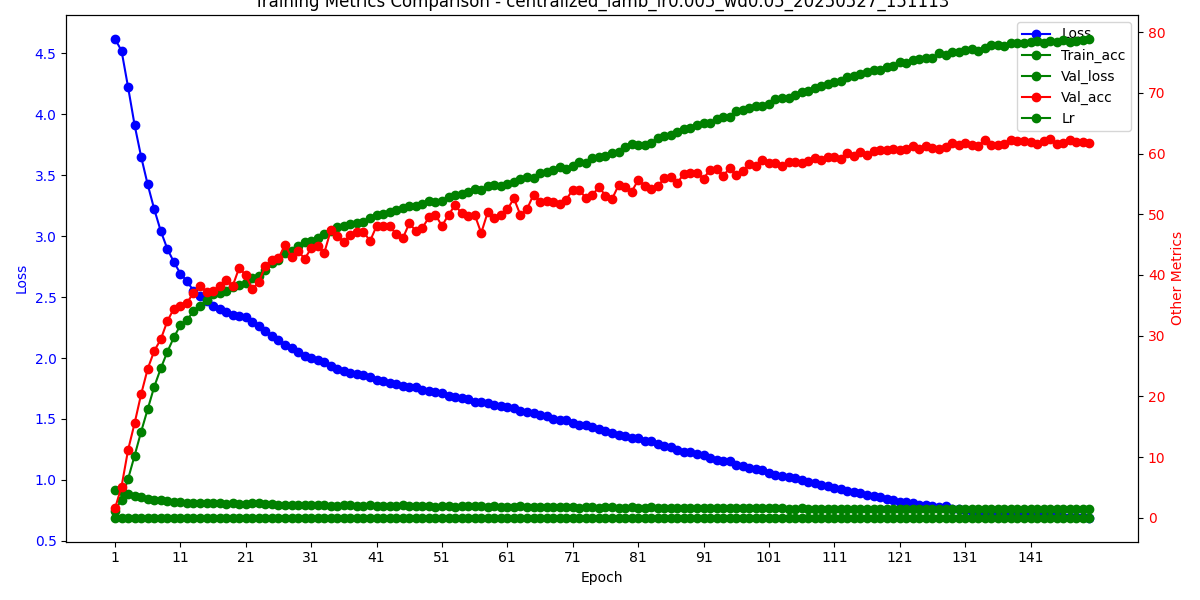 Training Metrics Comparison - centralized_lamb_lr0.005_wd0.05_20250527_151113
Loss
Train_acc
Val_loss
Val_acc
Lr
4.5
4.0
3.5
3.0
2.5
2.0
1.5
1.0
0.5
Loss
80
70
60
50
40
30
20
10
0
Other Metrics
1 11 21 31 41 51 61 71 81 91 101 111 121 131 141
Epoch